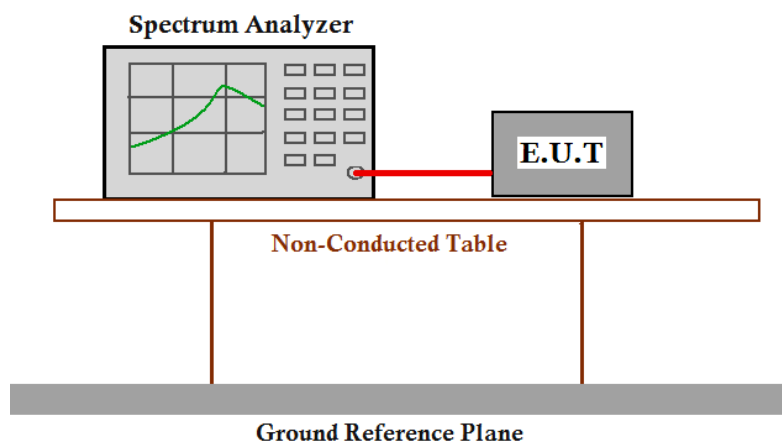 Spectrum Analyzer
E.U.T
Non-Conducted Table
Ground Reference Plane